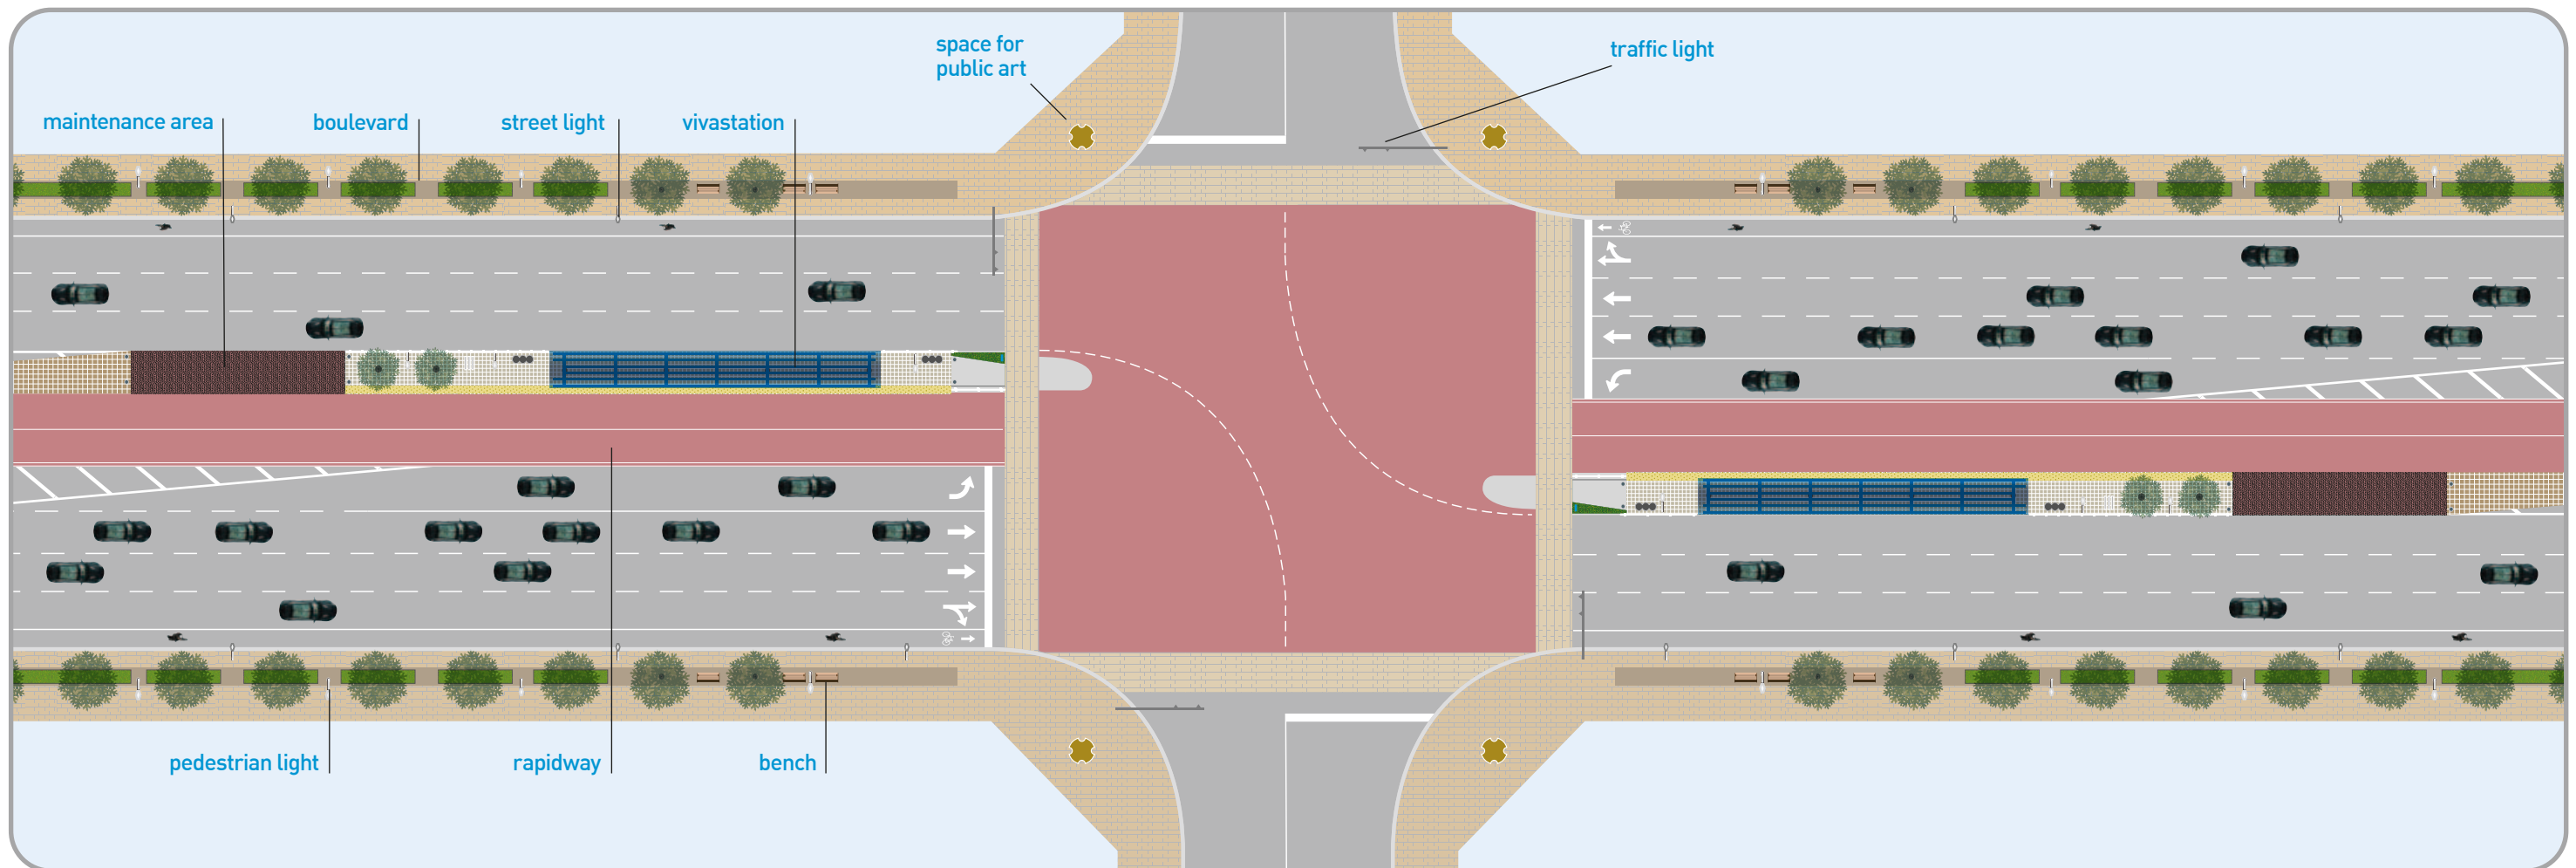 space for
public art
traffic light
maintenance area
boulevard
street light
vivastation
pedestrian light
rapidway
bench